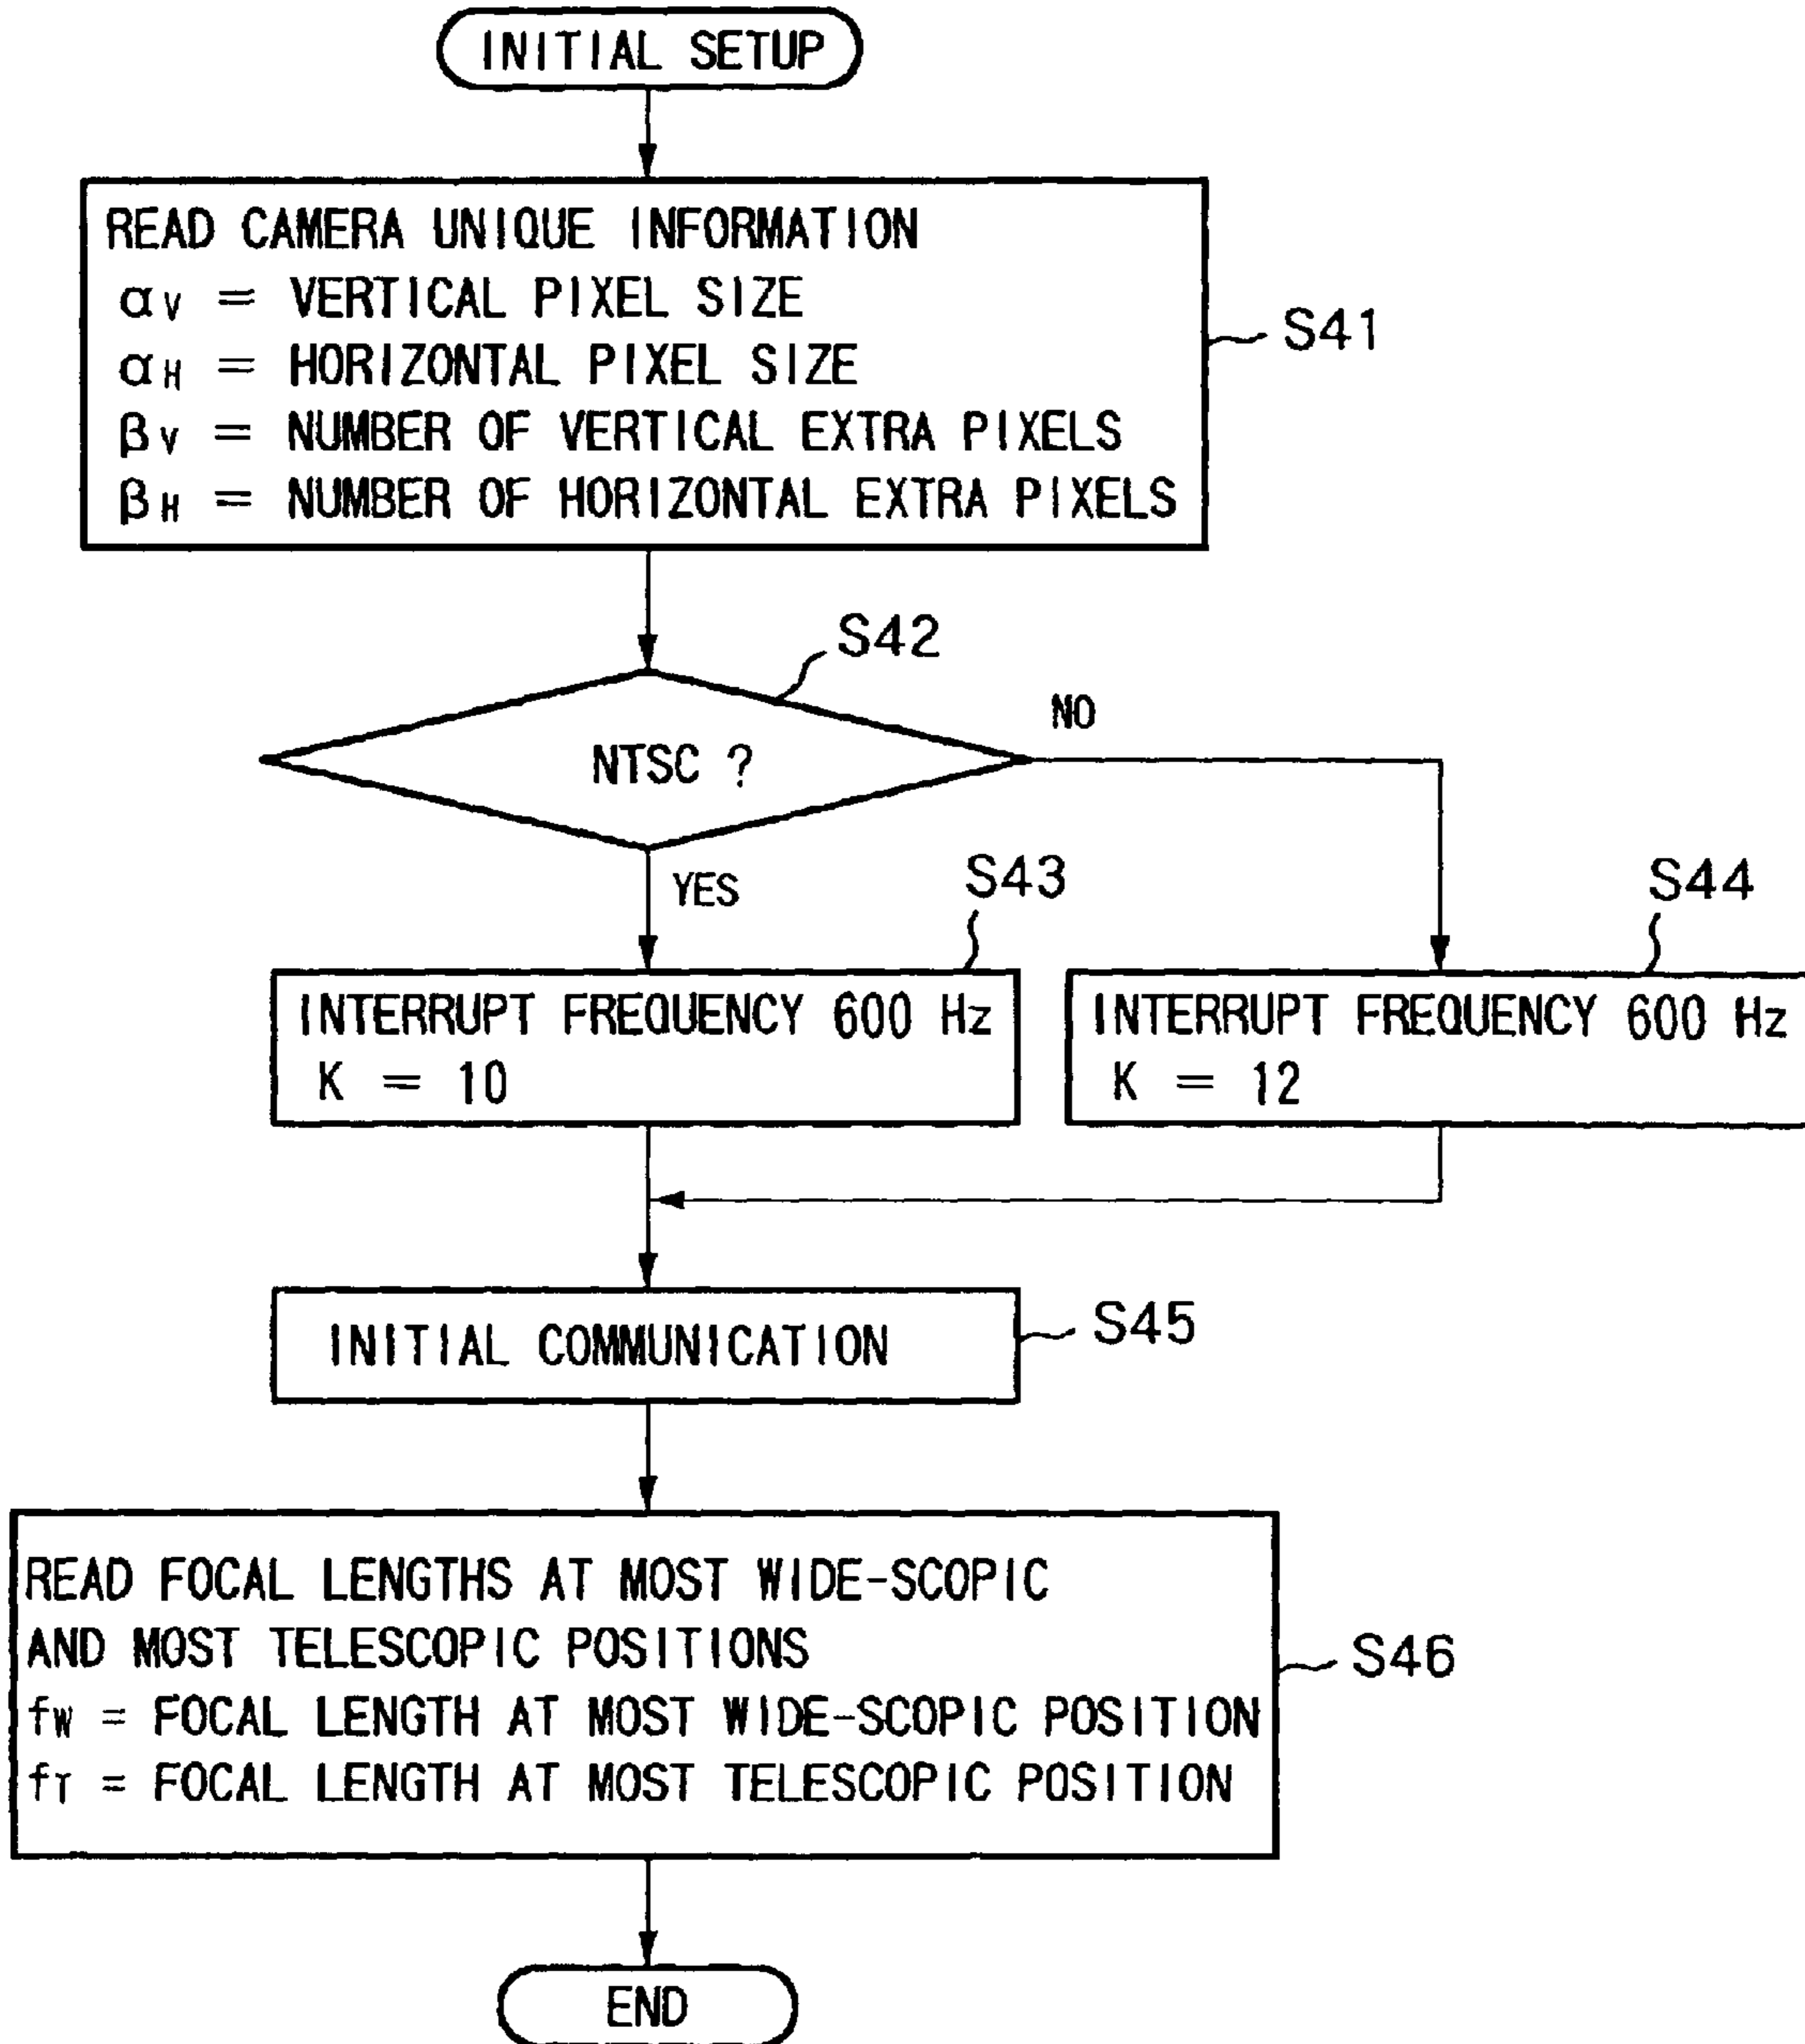 INITIAL SETUP
READ CAMERA UNIQUE INFORMATION
αV = VERTICAL PIXEL SIZE
αH = HORIZONTAL PIXEL SIZE
βV = NUMBER OF VERTICAL EXTRA PIXELS
βH = NUMBER OF HORIZONTAL EXTRA PIXELS
S41
S42
NTSC ?
NO
YES
S43
S44
INTERRUPT FREQUENCY 600 Hz
K = 10
INTERRUPT FREQUENCY 600 Hz
K = 12
INITIAL COMMUNICATION
S45
READ FOCAL LENGTHS AT MOST WIDE-SCOPIC
AND MOST TELESCOPIC POSITIONS
fW = FOCAL LENGTH AT MOST WIDE-SCOPIC POSITION
fT = FOCAL LENGTH AT MOST TELESCOPIC POSITION
S46
END